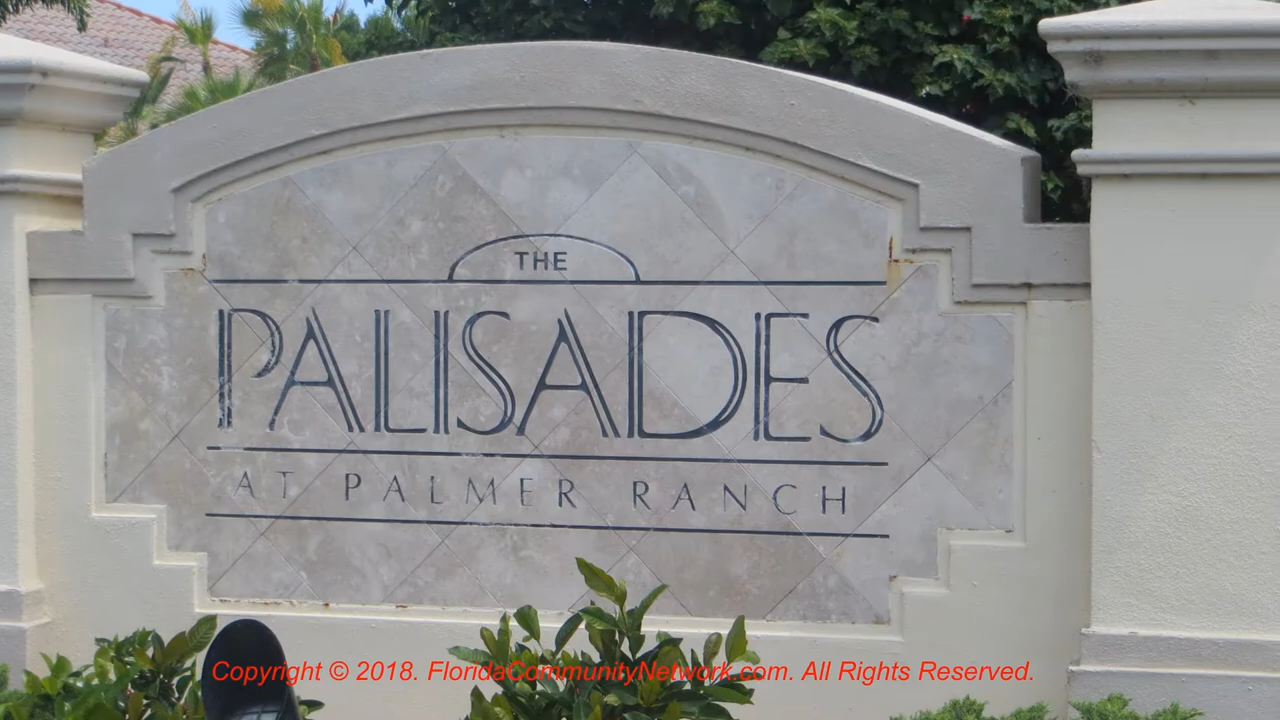 THE
PALISADES
AT PALMER RANCH
Copyright © 2018. FloridaCommunityNetwork.com. All Rights Reserved.